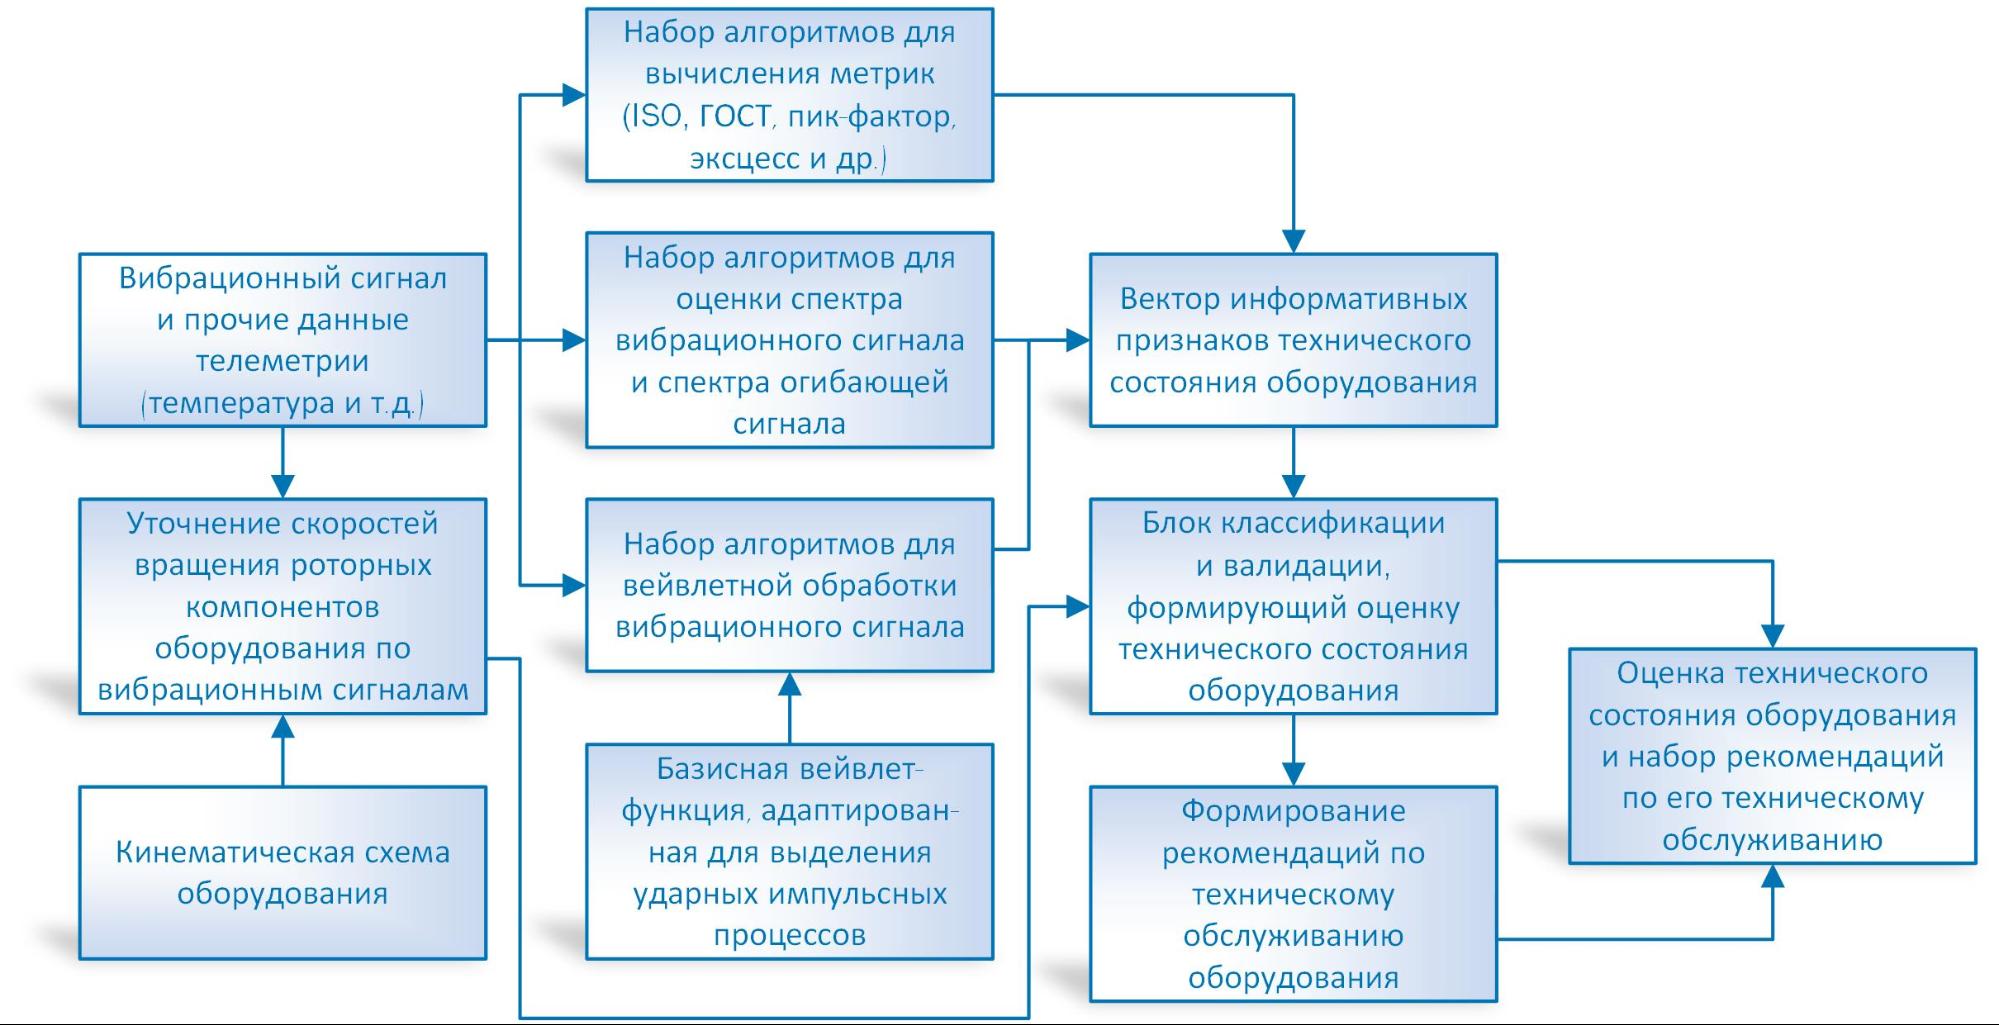 Набор алгоритмов для
вычисления метрик
(ISO, ГОСТ, пик-фактор,
эксцесс и др.)
Вибрационный сигнал
и прочие данные
телеметрии
(температура и т.д.)
Набор алгоритмов для
оценки спектра
вибрационного сигнала
и спектра огибающей
сигнала
Вектор информативных
признаков технического
состояния оборудования
Уточнение скоростей
вращения роторных
компонентов
оборудования по
вибрационным сигналам
Набор алгоритмов для
вейвлетной обработки
вибрационного сигнала
Блок классификации
и валидации,
формирующий оценку
технического состояния
оборудования
Оценка технического
состояния оборудования
и набор рекомендаций
по его техническому
обслуживанию
Кинематическая схема
оборудования
Базисная вейвлет-
функция, адаптирован-
ная для выделения
ударных импульсных
процессов
Формирование
рекомендаций по
техническому
обслуживанию
оборудования